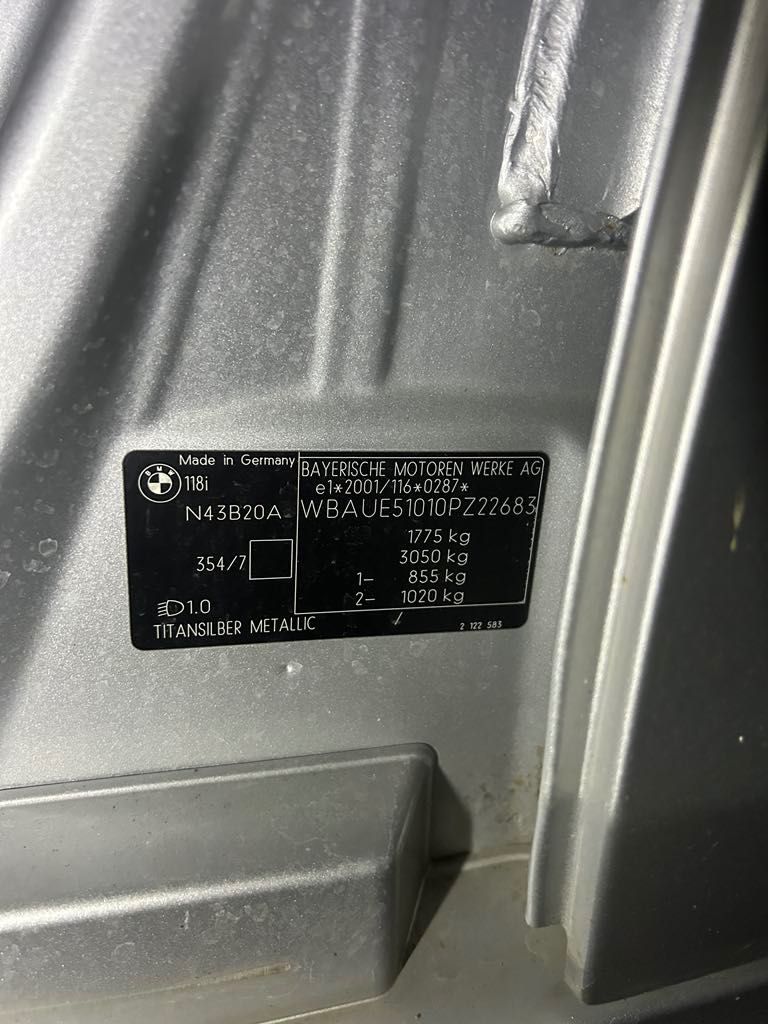 Made in Germany
BMW
118i
N43B20A
354/7
1.0
TITANSILBER METALLIC
BAYERISCHE MOTOREN WERKE AG
e1*2001/116*0287*
WBAUE51010PZ22683
1775 kg
3050 kg
1- 855 kg
2- 1020 kg
2 122 583